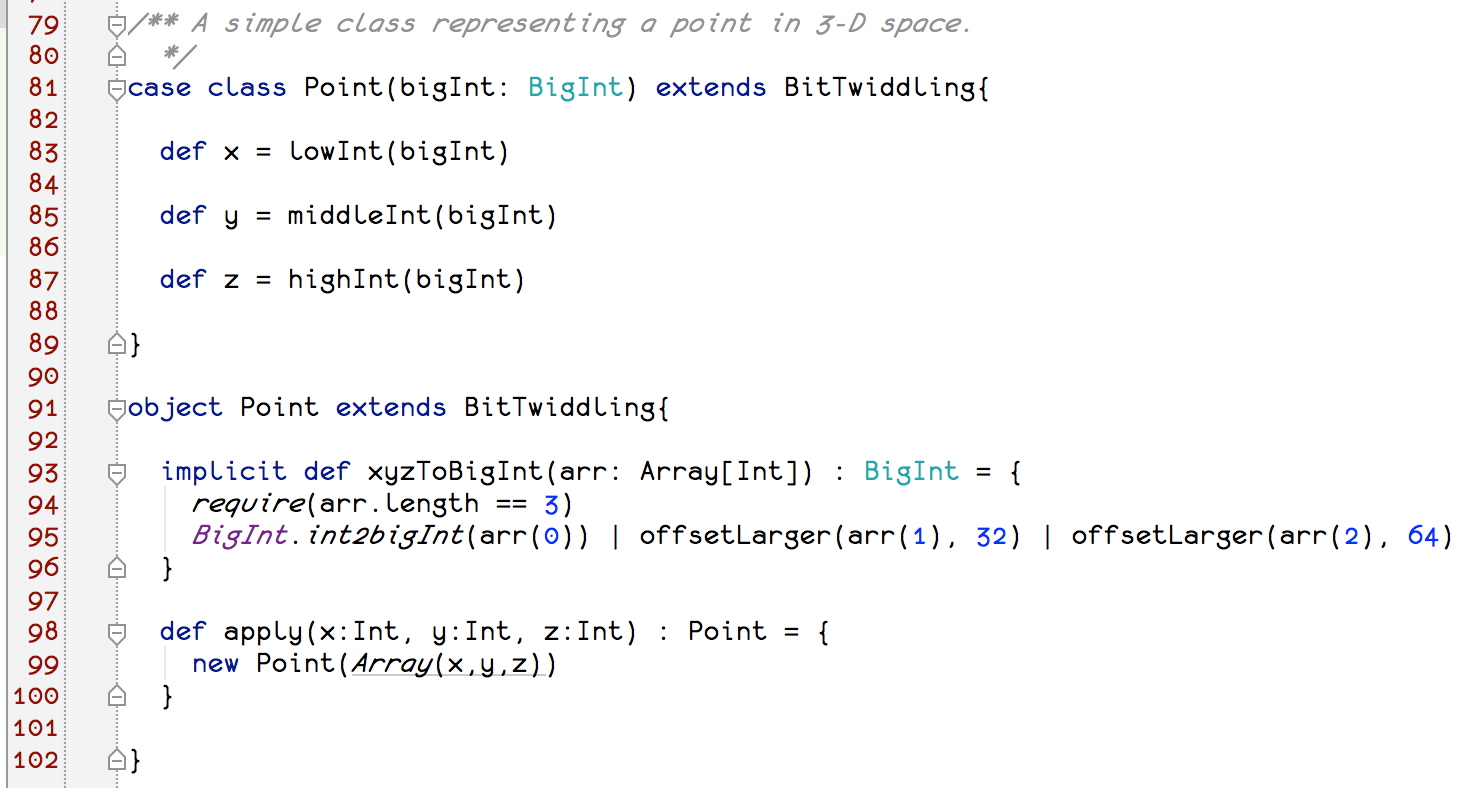 79 /** A simple class representing a point in 3-D space.
80 */
81 case class Point(bigInt: BigInt) extends BitTwiddling{
82
83 def x = lowInt(bigInt)
84
85 def y = middleInt(bigInt)
86
87 def z = highInt(bigInt)
88
89 }
90
91 object Point extends BitTwiddling{
92
93 implicit def xyzToBigInt(arr: Array[Int]) : BigInt = {
94 require(arr.length == 3)
95 BigInt.int2bigInt(arr(0)) | offsetLarger(arr(1), 32) | offsetLarger(arr(2), 64)
96 }
97
98 def apply(x:Int, y:Int, z:Int) : Point = {
99 new Point(Array(x,y,z))
100 }
101
102 }